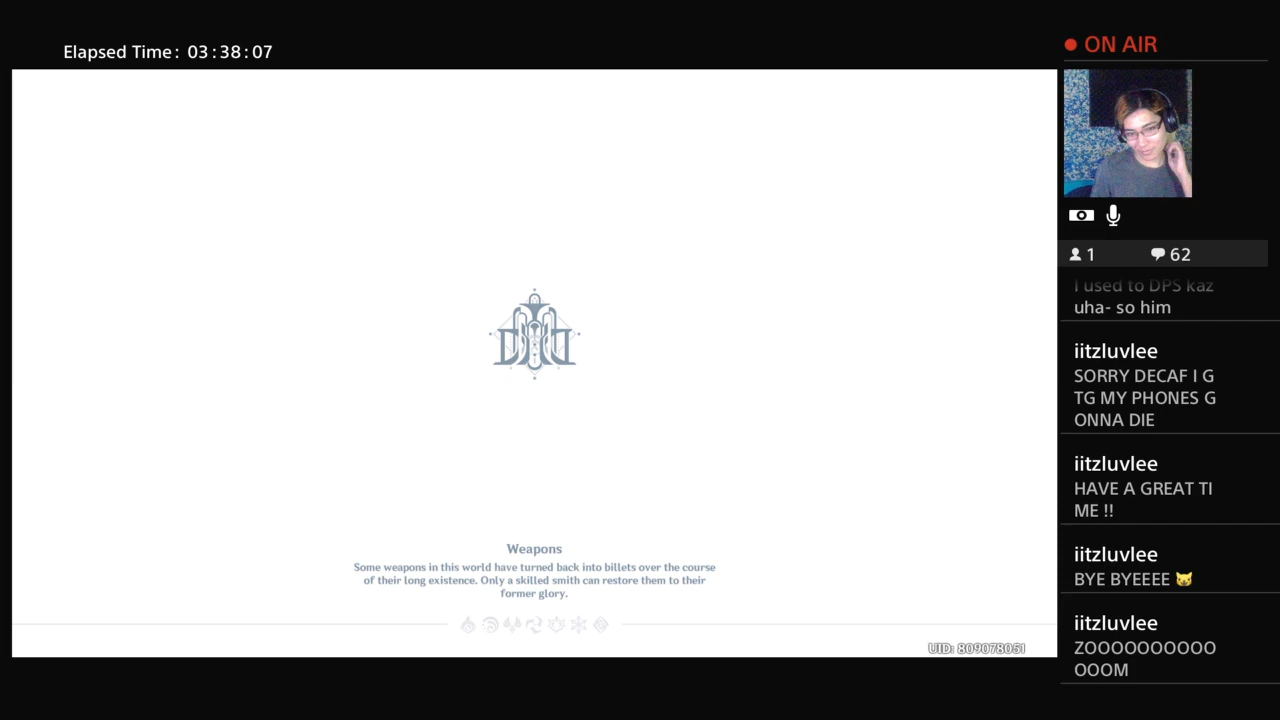 Elapsed Time: 03:38:07
ON AIR
1
62
I used to DPS kaz
uha- so him
iitzluvlee
SORRY DECAF I G
TG MY PHONES G
ONNA DIE
iitzluvlee
HAVE A GREAT TI
ME !!
iitzluvlee
BYE BYEEEE 😼
iitzluvlee
ZOOOOOOOOOO
OOOM
Weapons
Some weapons in this world have turned back into billets over the course
of their long existence. Only a skilled smith can restore them to their
former glory.
UID: 809078051